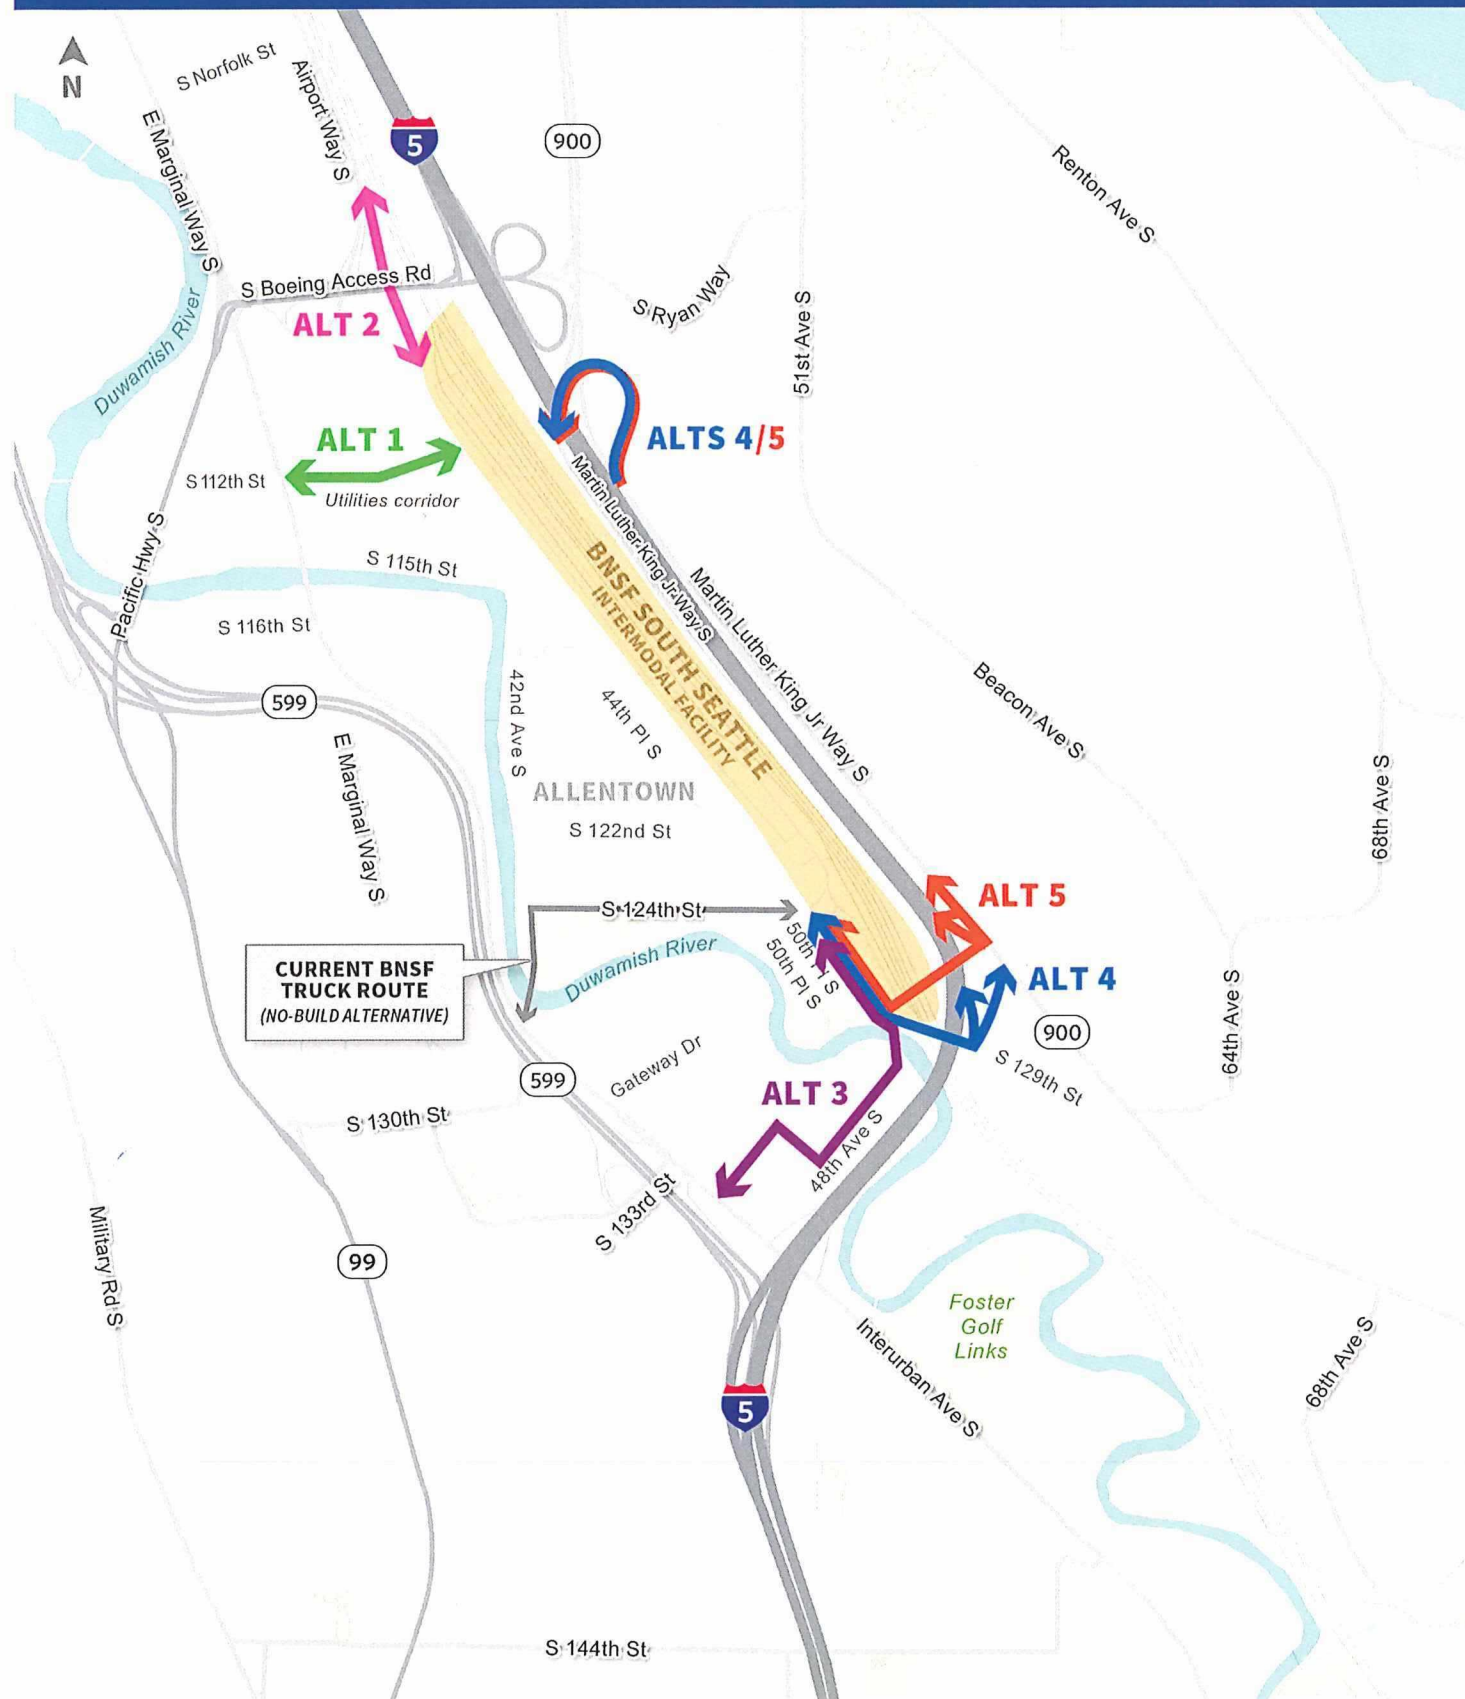 N
S Norfolk St
Airport Way S
E Marginal Way S
5
900
Renton Ave S
S Boeing Access Rd
S Ryan Way
51st Ave S
ALT 2
Duwamish River
ALT 1
ALTS 4/5
S 112th St
Utilities corridor
Martin Luther King Jr Way S
Pacific Hwy S
S 115th St
BNSF SOUTH SEATTLE
INTERMODAL FACILITY
Martin Luther King Jr Way S
S 116th St
42nd Ave S
44th Pl S
Beacon Ave S
599
E Marginal Way S
ALLENTOWN
S 122nd St
68th Ave S
ALT 5
S 124th St
50th Pl S
50th Pl S
Duwamish River
CURRENT BNSF
TRUCK ROUTE
(NO-BUILD ALTERNATIVE)
ALT 4
900
64th Ave S
S 129th St
599
Gateway Dr
ALT 3
S 130th St
48th Ave S
S 133rd St
Military Rd S
99
Foster
Golf
Links
Interurban Ave S
68th Ave S
5
S 144th St